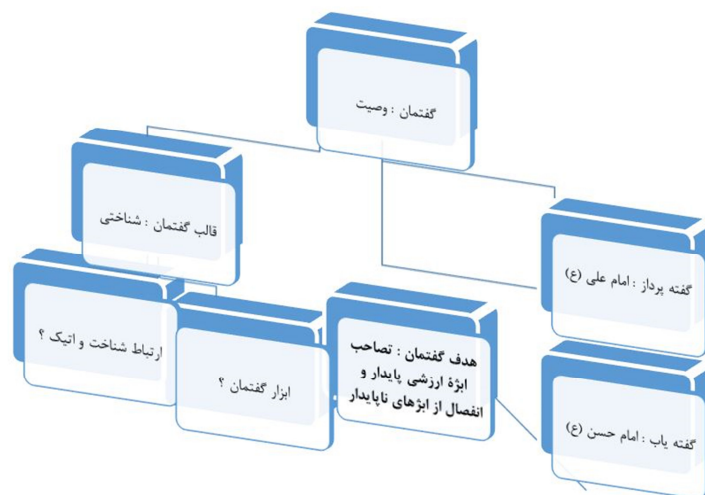 گفتمان : وصیت
قالب گفتمان : شناختی
گفته پرداز : امام علی (ع)
ارتباط شناخت و اتیک ؟
ابزار گفتمان ؟
هدف گفتمان : تصاحب
ابژهٔ ارزشی پایدار و
انفصال از ابژهای ناپایدار
گفته یاب : امام حسن (ع)